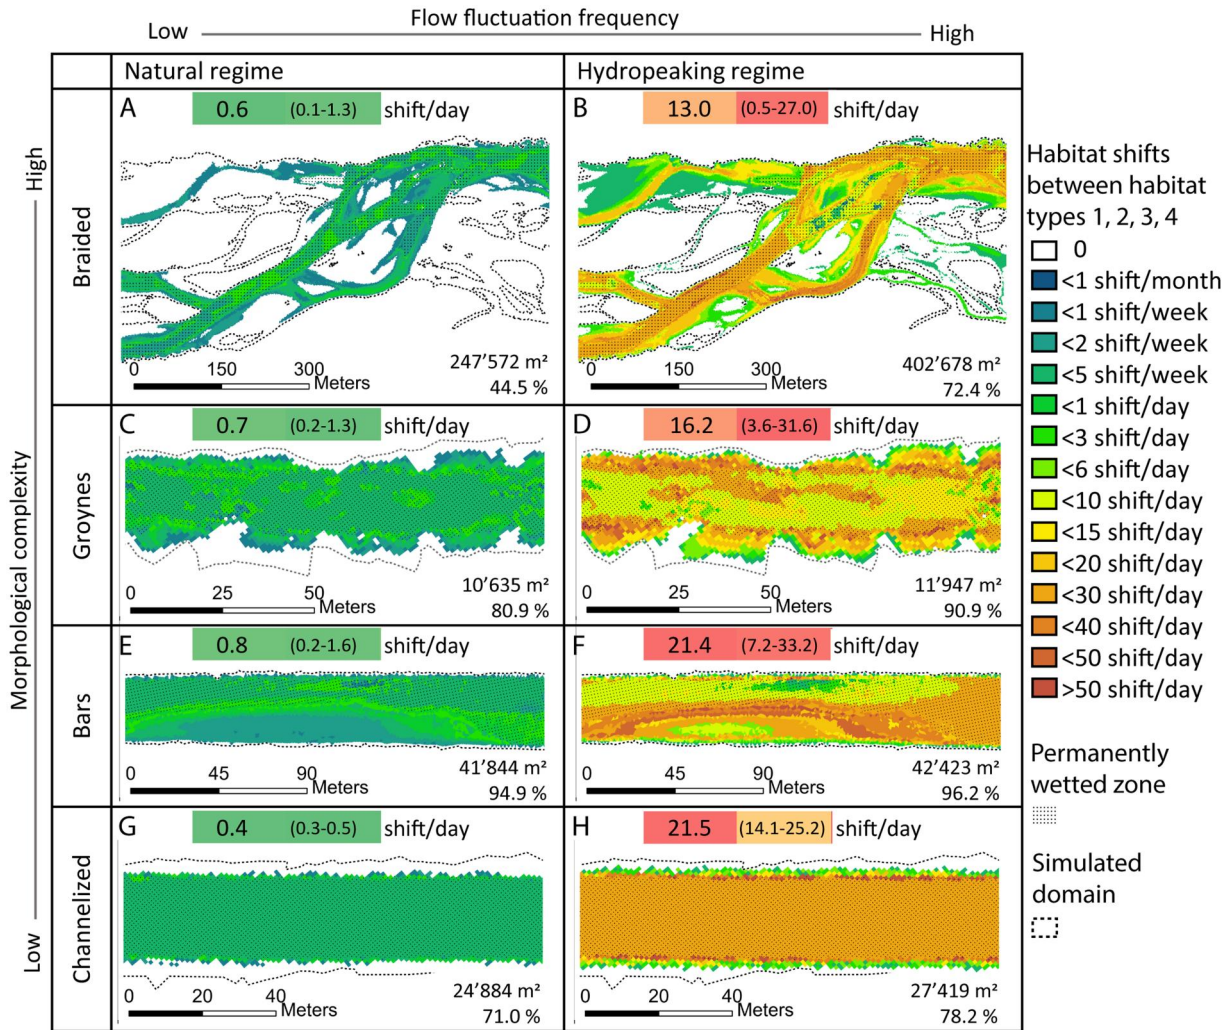 Flow fluctuation frequency
Low
High
Natural regime
Hydropeaking regime
Morphological complexity
High
Low
Braided
A
0.6
(0.1-1.3)
shift/day
0
150
300
Meters
247’572 m²
44.5 %
B
13.0
(0.5-27.0)
shift/day
0
150
300
Meters
402’678 m²
72.4 %
Groynes
C
0.7
(0.2-1.3)
shift/day
0
25
50
Meters
10’635 m²
80.9 %
D
16.2
(3.6-31.6)
shift/day
0
25
50
Meters
11’947 m²
90.9 %
Bars
E
0.8
(0.2-1.6)
shift/day
0
45
90
Meters
41’844 m²
94.9 %
F
21.4
(7.2-33.2)
shift/day
0
45
90
Meters
42’423 m²
96.2 %
Channelized
G
0.4
(0.3-0.5)
shift/day
0
20
40
Meters
24’884 m²
71.0 %
H
21.5
(14.1-25.2)
shift/day
0
20
40
Meters
27’419 m²
78.2 %
Habitat shifts
between habitat
types 1, 2, 3, 4
0
<1 shift/month
<1 shift/week
<2 shift/week
<5 shift/week
<1 shift/day
<3 shift/day
<6 shift/day
<10 shift/day
<15 shift/day
<20 shift/day
<30 shift/day
<40 shift/day
<50 shift/day
>50 shift/day
Permanently
wetted zone
Simulated
domain